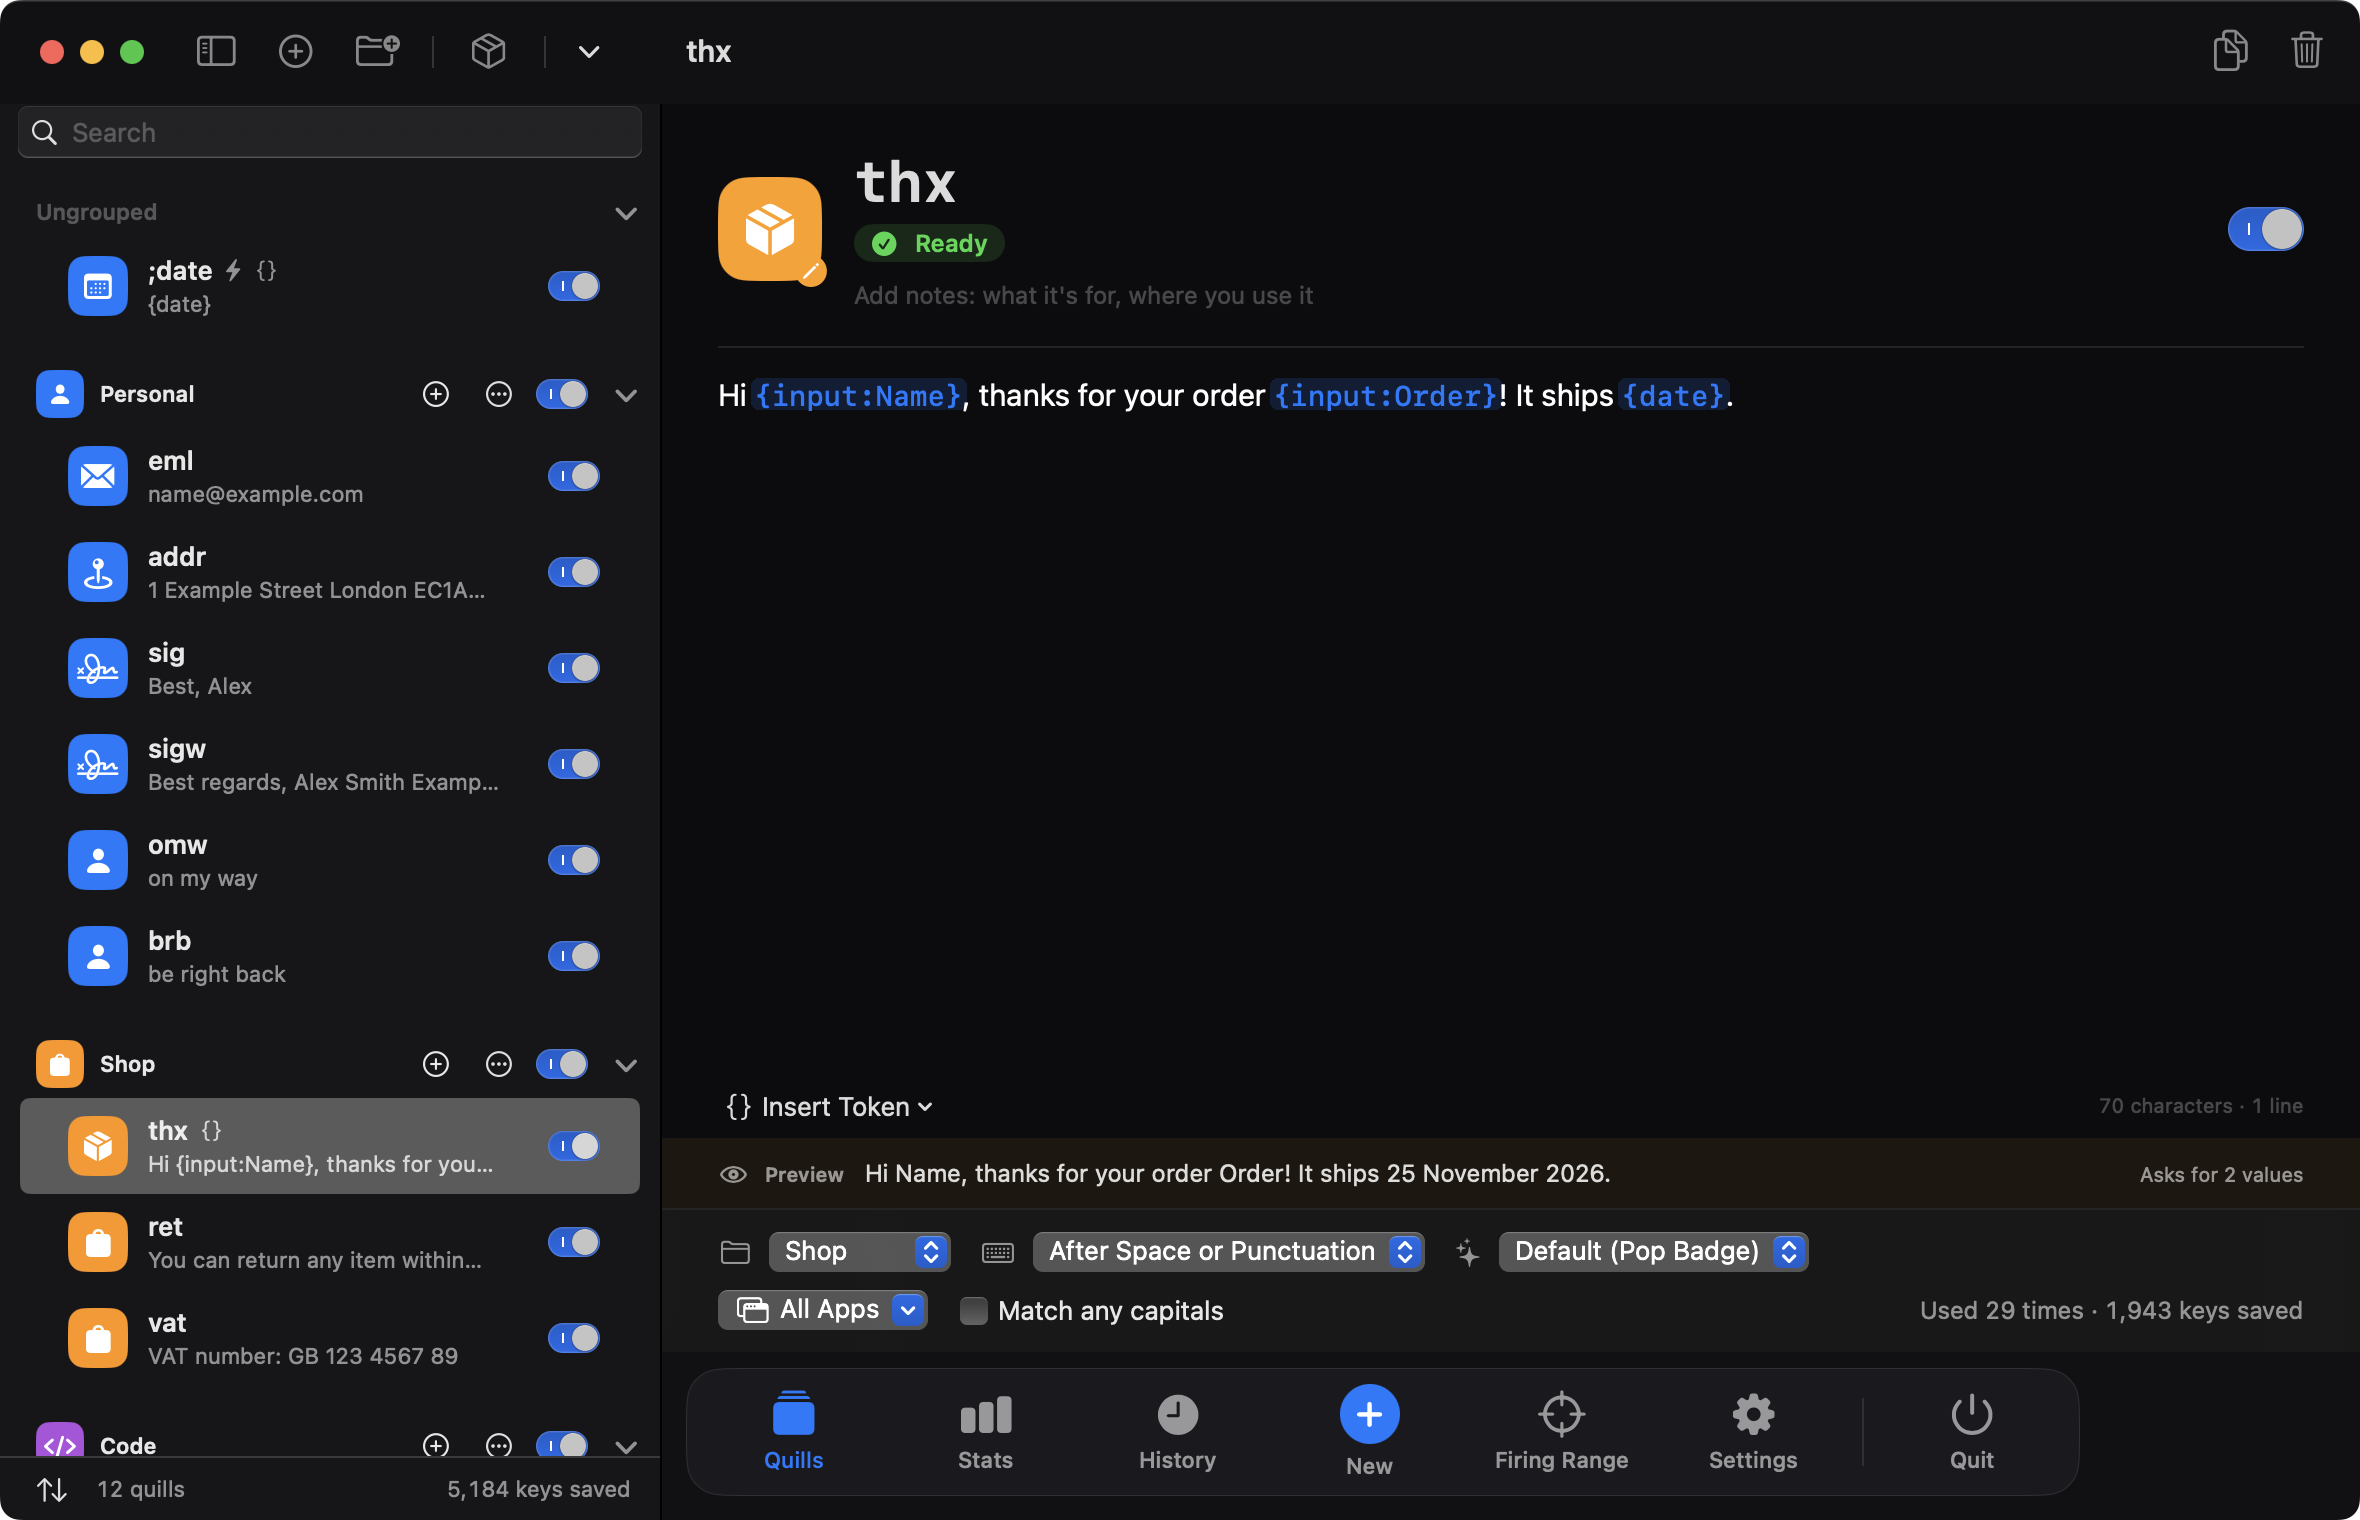 thx
Search
Ungrouped
;date {}
{date}
Personal
eml
name@example.com
addr
1 Example Street London EC1A...
sig
Best, Alex
sigw
Best regards, Alex Smith Examp...
omw
on my way
brb
be right back
Shop
thx {}
Hi {input:Name}, thanks for you...
ret
You can return any item within...
vat
VAT number: GB 123 4567 89
</> Code
12 quills
5,184 keys saved
thx
Ready
Add notes: what it's for, where you use it
Hi {input:Name}, thanks for your order {input:Order}! It ships {date}.
{} Insert Token
70 characters · 1 line
Preview Hi Name, thanks for your order Order! It ships 25 November 2026.
Asks for 2 values
Shop
After Space or Punctuation
Default (Pop Badge)
All Apps
Match any capitals
Used 29 times · 1,943 keys saved
Quills
Stats
History
New
Firing Range
Settings
Quit